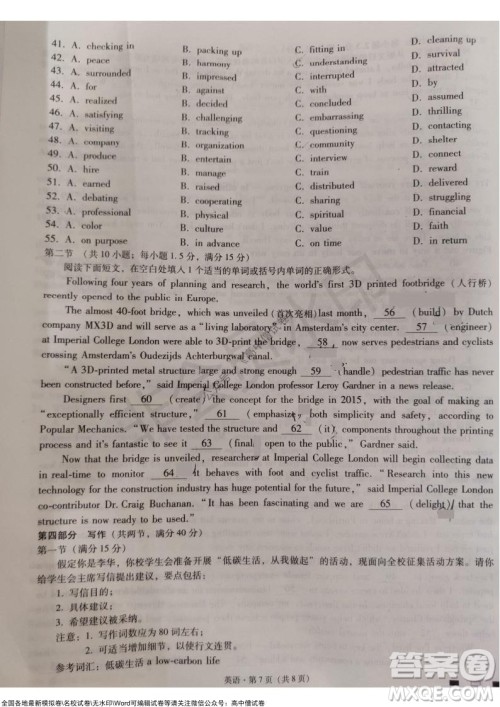 41. A. checking in B. packing up C. fitting in D. cleaning up
42. A. peace B. harmony C. understanding D. survival
43. A. surrounded B. impressed C. interrupted D. attracted
44. A. for B. against C. with D. by
45. A. realized B. decided C. concluded D. assumed
46. A. satisfying B. challenging C. disturbing D. thrilling
47. A. visiting B. embarrassing C. questioning D. contacting
48. A. company B. organization C. community D.
49. A. produce B. entertain C. interview D.
50. A. hire B. manage C. train D.
51. A. earned B. raised C. distributed D. delivered
52. A. debating B. cooperating C. sharing D. struggling
53. A. professional B. physical C. spiritual D. financial
54. A. color B. culture C. value D. faith
55. A. on purpose B. in advance C. on time D. in return
第二节 (共10小题;每小题1.5分,满分15分)
阅读下面短文,在空白处填入1个适当的单词或括号内单词的正确形式。
Following four years of planning and research, the world's first 3D printed footbridge (人行桥)
recently opened to the public in Europe.
The almost 40-foot bridge, which was unveiled (首次亮相) last month, 56 (build) by Dutch
company MX3D and will serve as a "living laboratory" in Amsterdam's city center. 57 (engineer)
at Imperial College London were able to 3D-print the bridge, 58 now serves pedestrians and cyclists
crossing Amsterdam's Oudezijds Achterburgwal canal.
"A 3D-printed metal structure large and strong enough 59 (handle) pedestrian traffic has never
been constructed before," said Imperial College London professor Leroy Gardner in a news release.
Designers first 60 (create) the concept for the bridge in 2015, with the goal of making an
"exceptionally efficient structure," 61 (emphasize) both simplicity and safety, according to
Popular Mechanics. "We have tested the structure and 62 (it) components throughout the printing
process and it's fantastic to see it 63 (final) open to the public," Gardner said.
Now that the bridge is unveiled, researchers at Imperial College London will begin collecting data
in real-time to monitor 64 it behaves with foot and cyclist traffic. "Research into this new
technology for the construction industry has huge potential for the future," said Imperial College London
co-contributor Dr. Craig Buchanan. "It has been fascinating and we are 65 (delight) that the
structure is now ready to use."
第四部分 写作 (共两节,满分40分)
第一节 (满分15分)
假定你是李华,你校学生会准备开展"低碳生活,从我做起"的活动,现面向全校征集活动方案。请你
给学生会主席写信提出建议,要点包括:
1. 写信目的;
2. 具体建议;
3. 希望建议被采纳。
注意:1. 写作词数应为80词左右;
2. 可适当增加细节,以使行文连贯。
参考词汇:低碳生活 a low-carbon life
英语·第7页(共8页)
全国各地最新模拟卷\名校试卷\无水印\Word可编辑试卷等请关注微信公众号:高中僧试卷